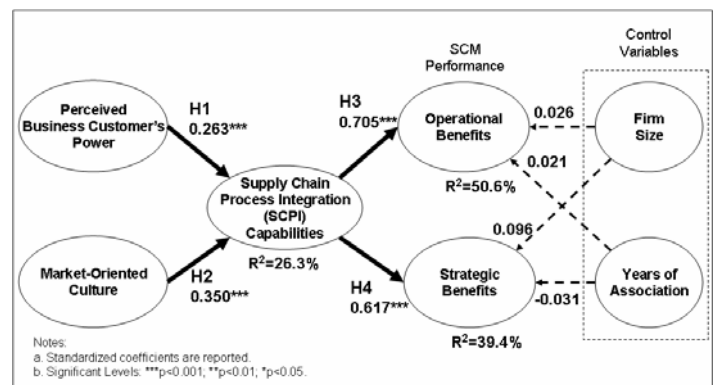 SCM
Performance
Control
Variables
Perceived
Business Customer's
Power
H1
0.263***
H3
0.705***
Operational
Benefits
R²=50.6%
0.026
Firm
Size
0.021
Supply Chain
Process Integration
(SCPI)
Capabilities
R²=26.3%
0.096
Market-Oriented
Culture
H2
0.350***
H4
0.617***
Strategic
Benefits
R²=39.4%
-0.031
Years of
Association
Notes:
a. Standardized coefficients are reported.
b. Significant Levels: ***p<0.001; **p<0.01; *p<0.05.